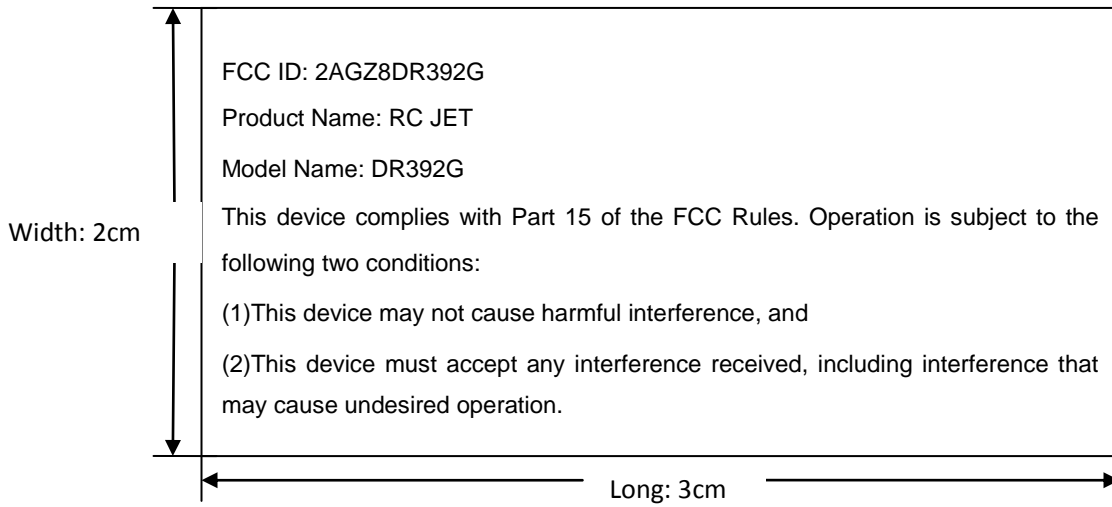 FCC ID: 2AGZ8DR392G
Product Name: RC JET
Model Name: DR392G
This device complies with Part 15 of the FCC Rules. Operation is subject to the
following two conditions:
(1)This device may not cause harmful interference, and
(2)This device must accept any interference received, including interference that
may cause undesired operation.
Width: 2cm
Long: 3cm